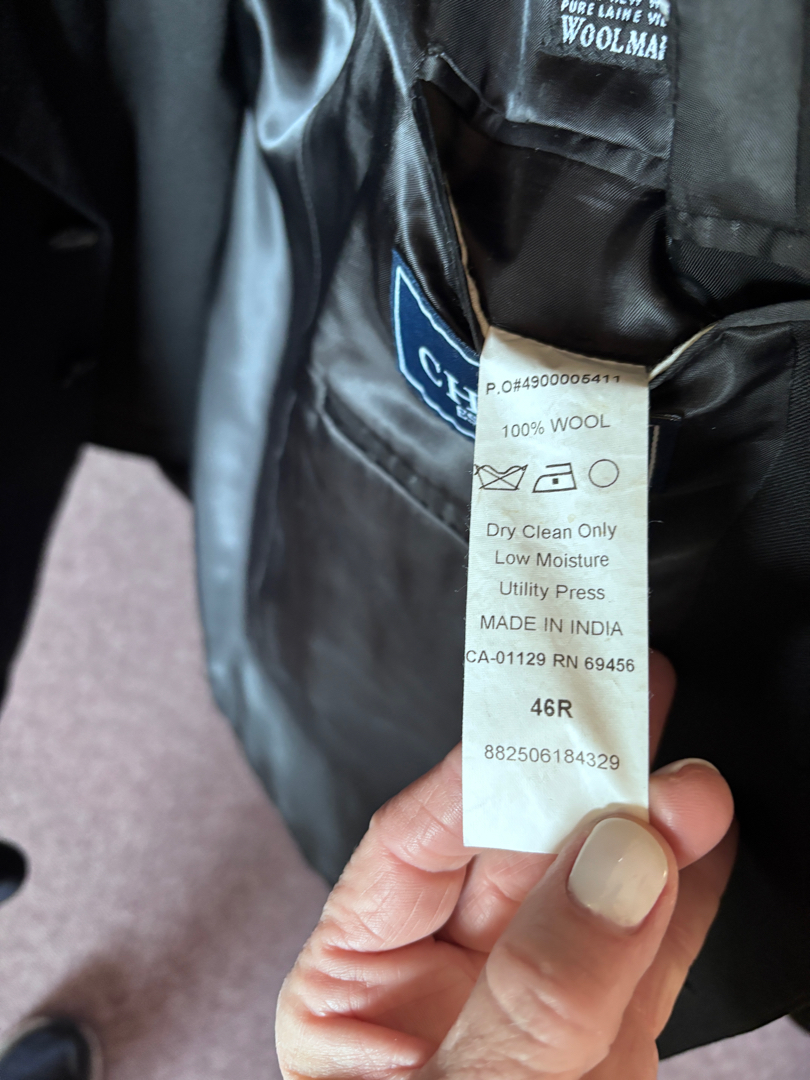 PURE LAINE
WOOLMA
CH
P.O#4900005411
100% WOOL
Dry Clean Only
Low Moisture
Utility Press
MADE IN INDIA
CA-01129 RN 69456
46R
882506184329